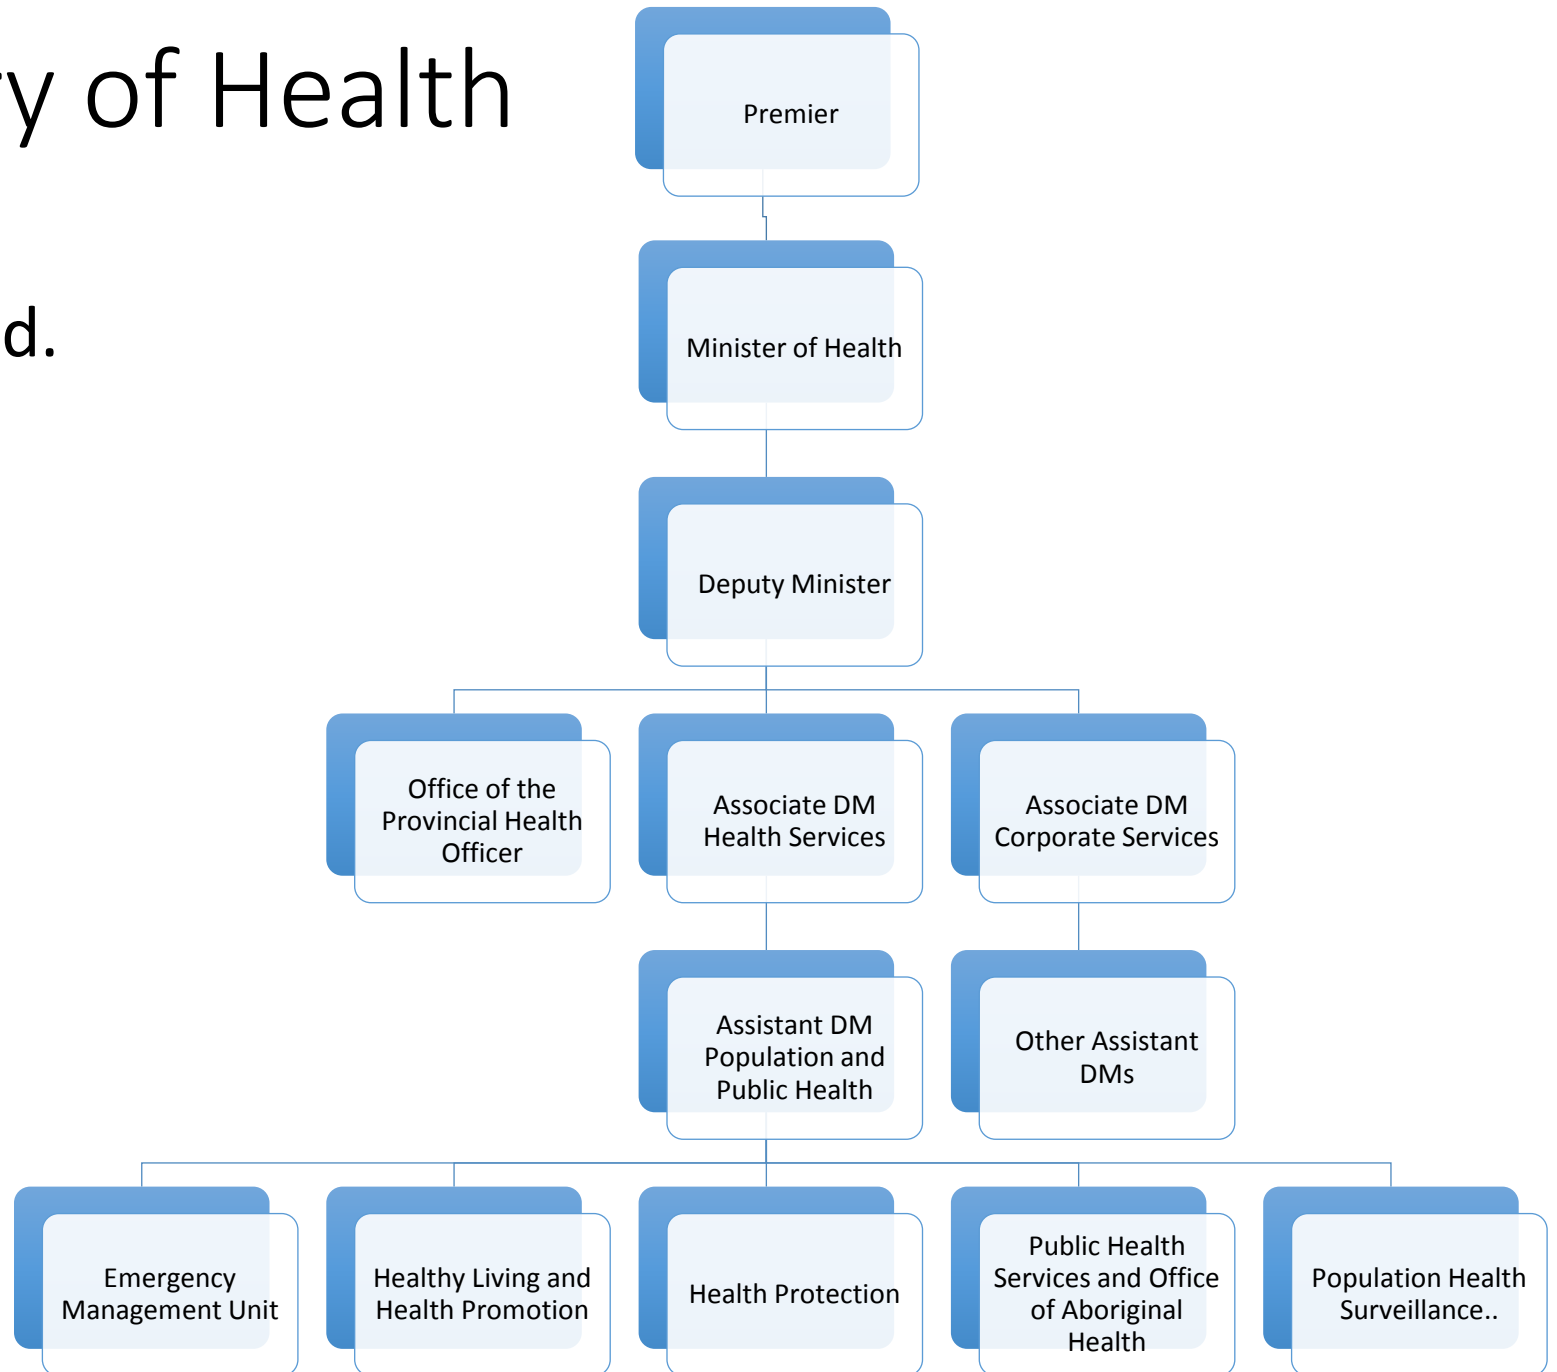 ry of Health
d.
Premier
Minister of Health
Deputy Minister
Office of the
Provincial Health
Officer
Associate DM
Health Services
Associate DM
Corporate Services
Assistant DM
Population and
Public Health
Other Assistant
DMs
Emergency
Management Unit
Healthy Living and
Health Promotion
Health Protection
Public Health
Services and Office
of Aboriginal
Health
Population Health
Surveillance..